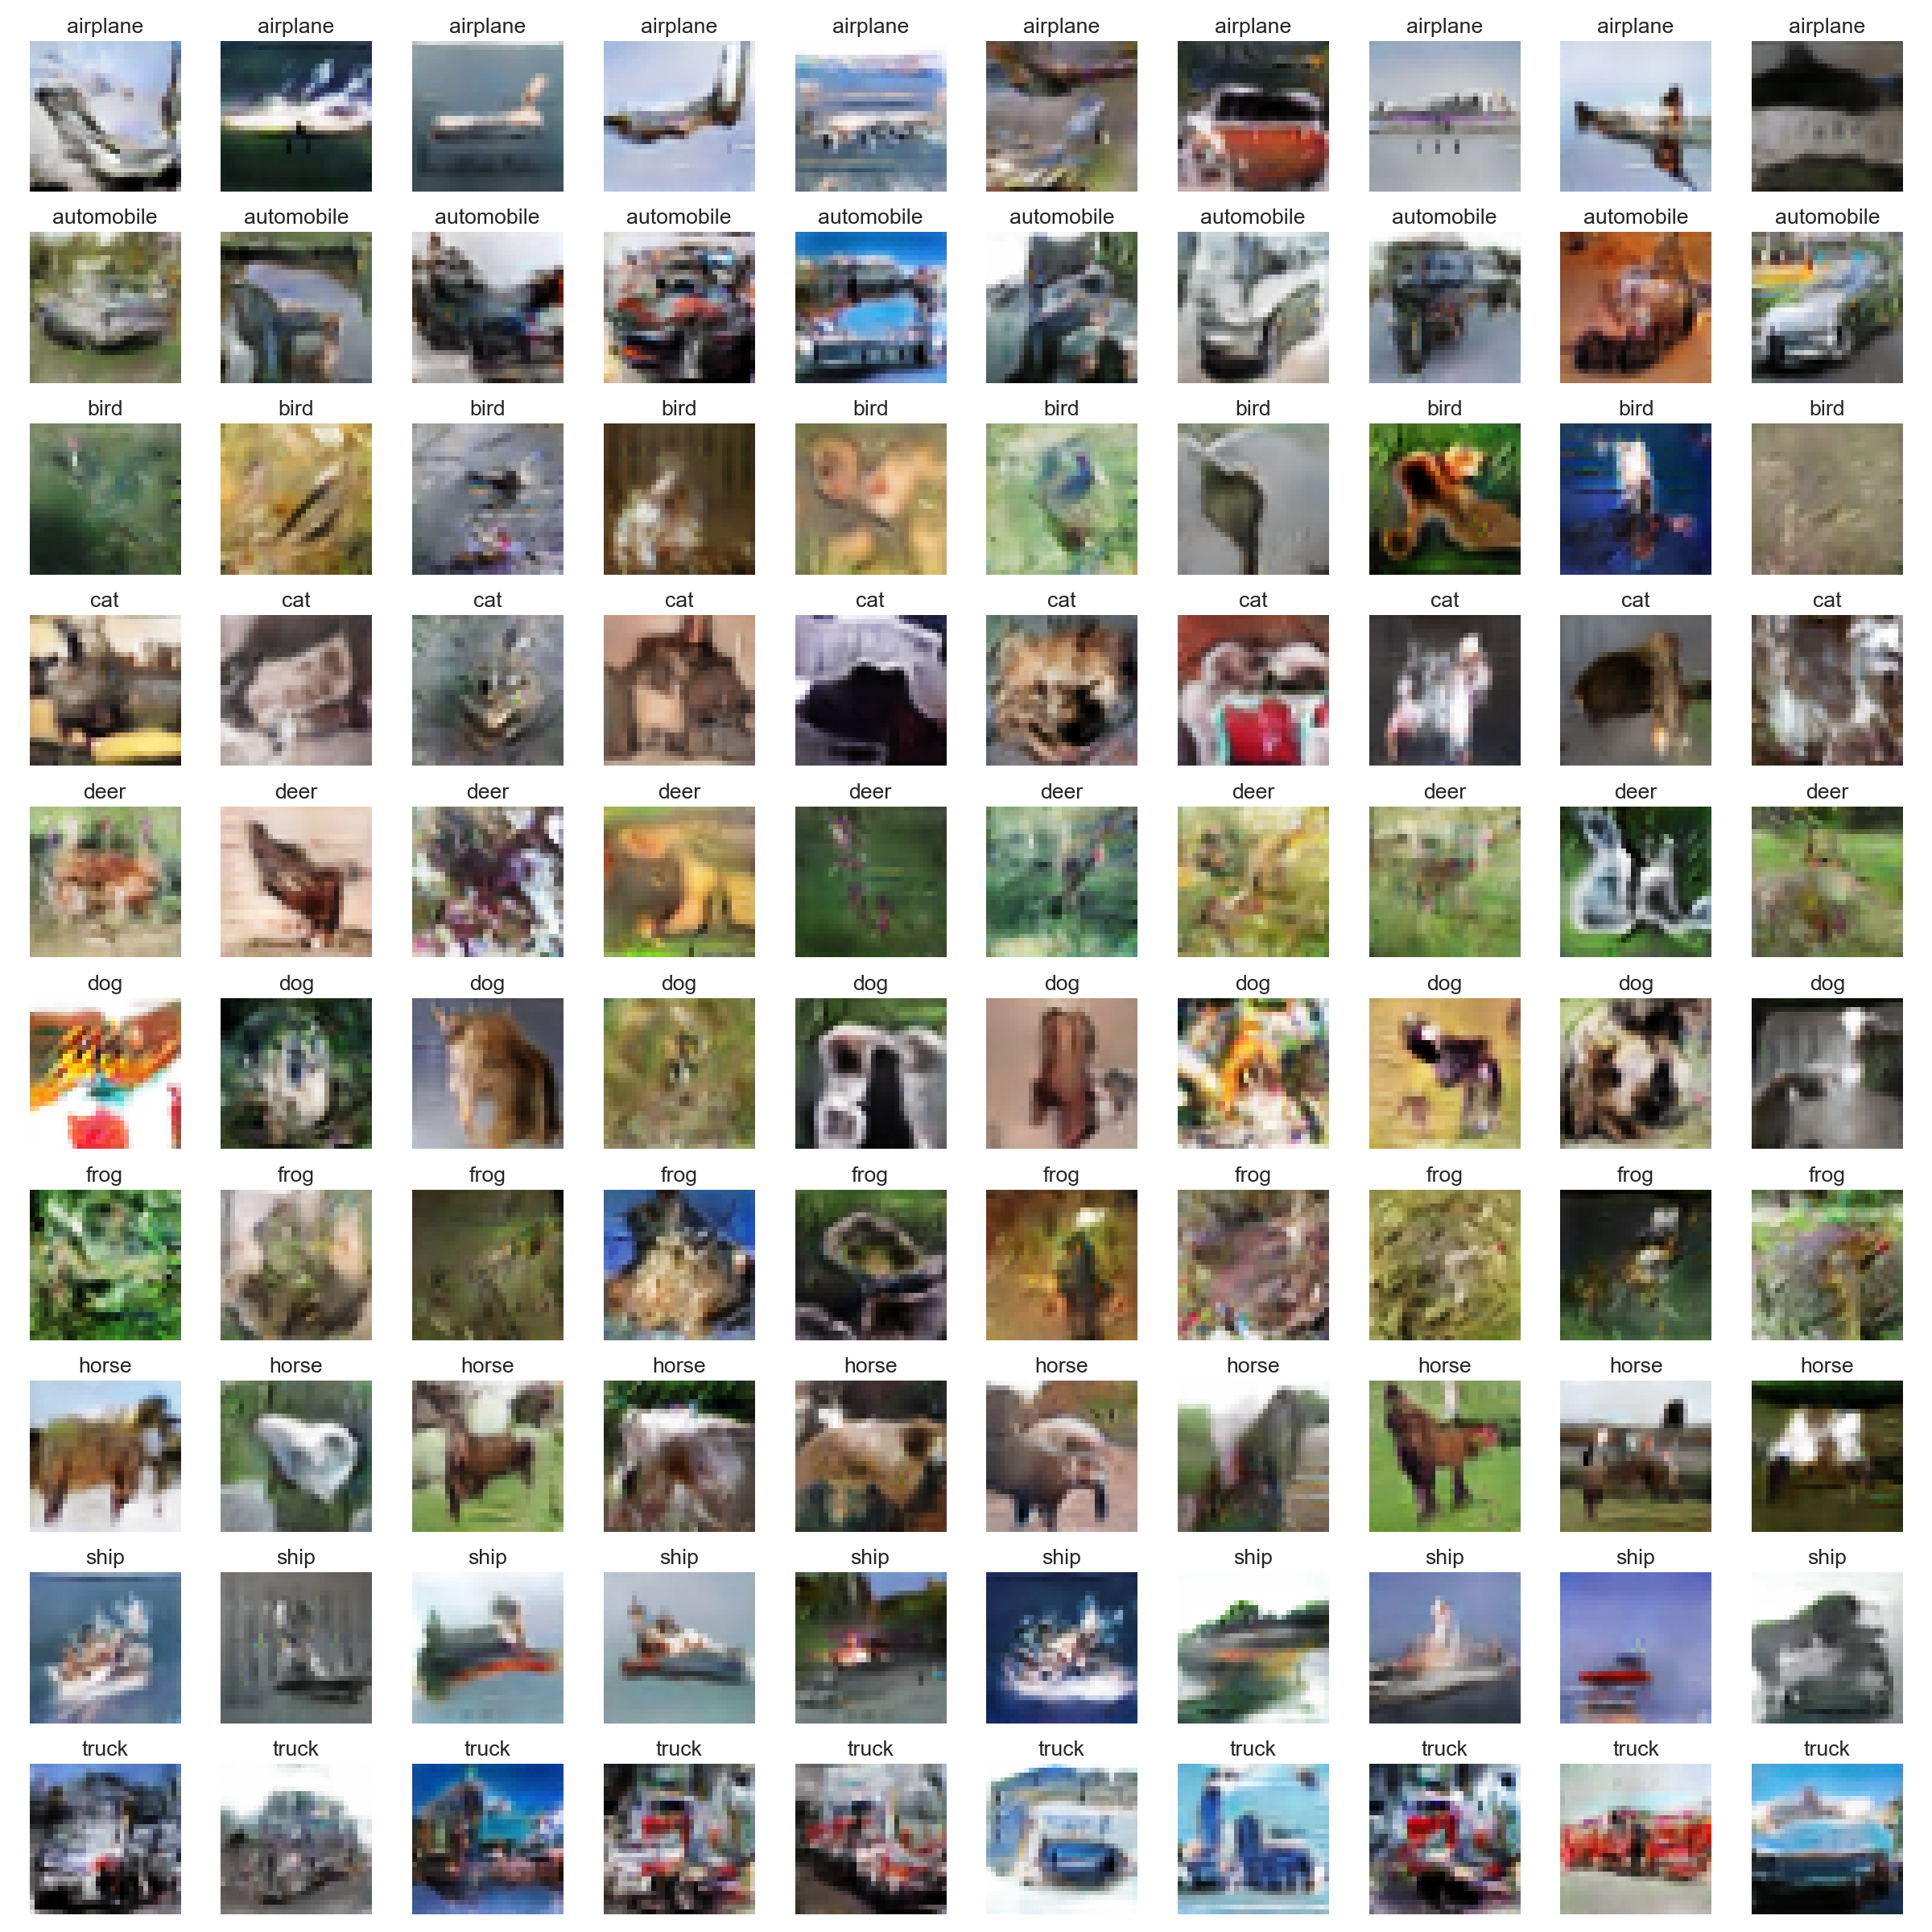 airplane airplane airplane airplane airplane airplane airplane airplane airplane airplane
automobile automobile automobile automobile automobile automobile automobile automobile automobile automobile
bird bird bird bird bird bird bird bird bird bird
cat cat cat cat cat cat cat cat cat cat
deer deer deer deer deer deer deer deer deer deer
dog dog dog dog dog dog dog dog dog dog
frog frog frog frog frog frog frog frog frog frog
horse horse horse horse horse horse horse horse horse horse
ship ship ship ship ship ship ship ship ship ship
truck truck truck truck truck truck truck truck truck truck